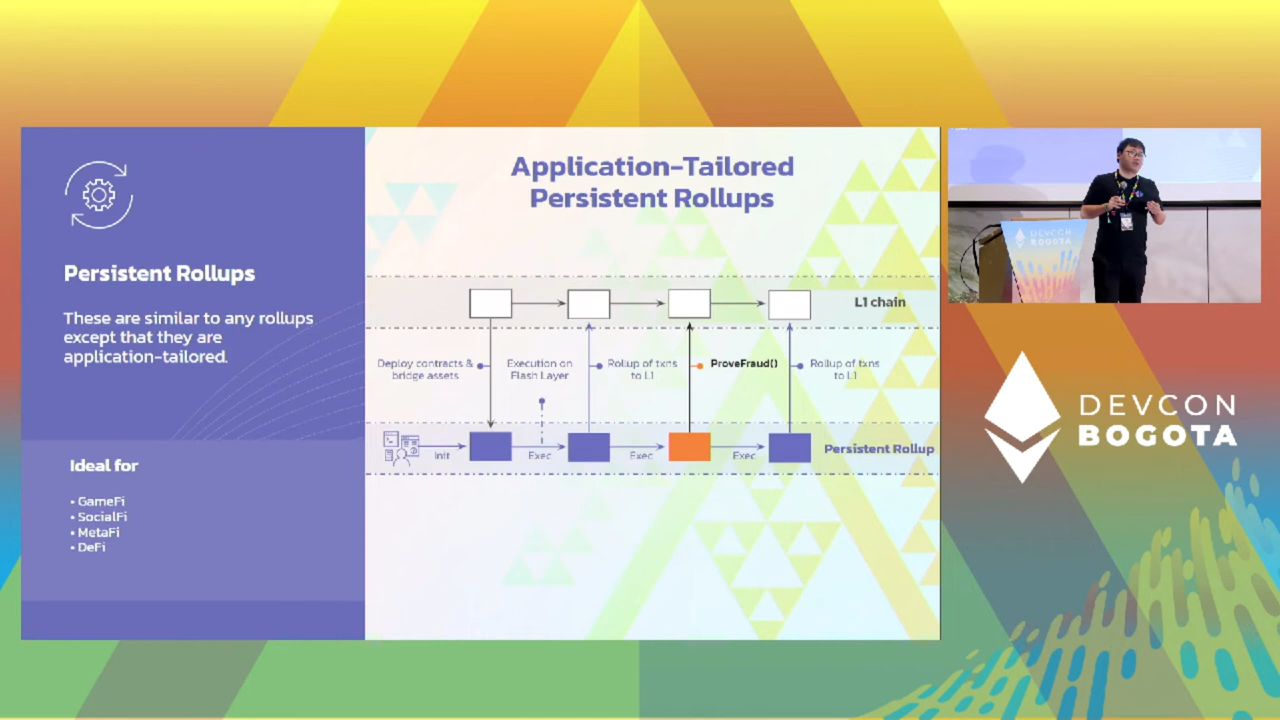 Persistent Rollups
These are similar to any rollups
except that they are
application-tailored.
Ideal for
• GameFi
• SocialFi
• MetaFi
• DeFi
Application-Tailored
Persistent Rollups
L1 chain
Deploy contracts &
bridge assets
Execution on
Flash Layer
Rollup of txns
to L1
ProveFraud()
Rollup of txns
to L1
Init
Exec
Exec
Exec
Persistent Rollup
DEVCON
BOGOTA
DEVCON
BOGOTA